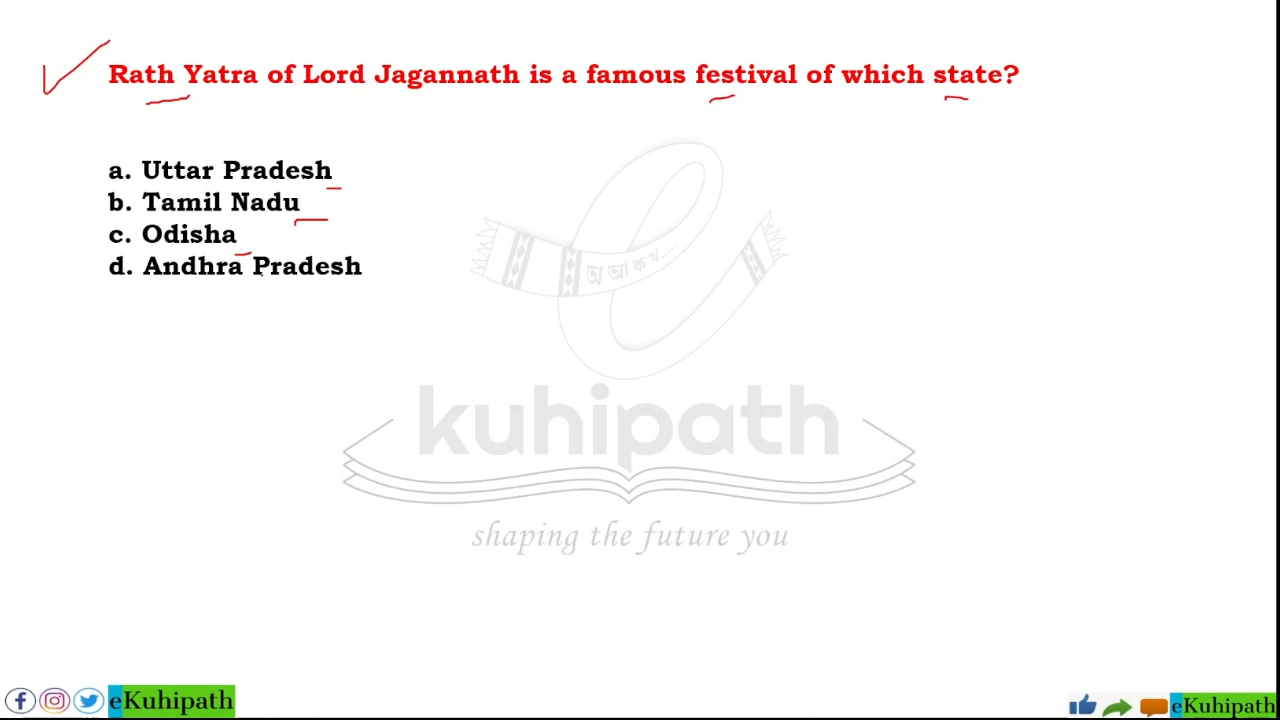 Rath Yatra of Lord Jagannath is a famous festival of which state?
a. Uttar Pradesh
b. Tamil Nadu
c. Odisha
d. Andhra Pradesh
অ আ ক খ.....
kuhipath
shaping the future you
eKuhipath
eKuhipath